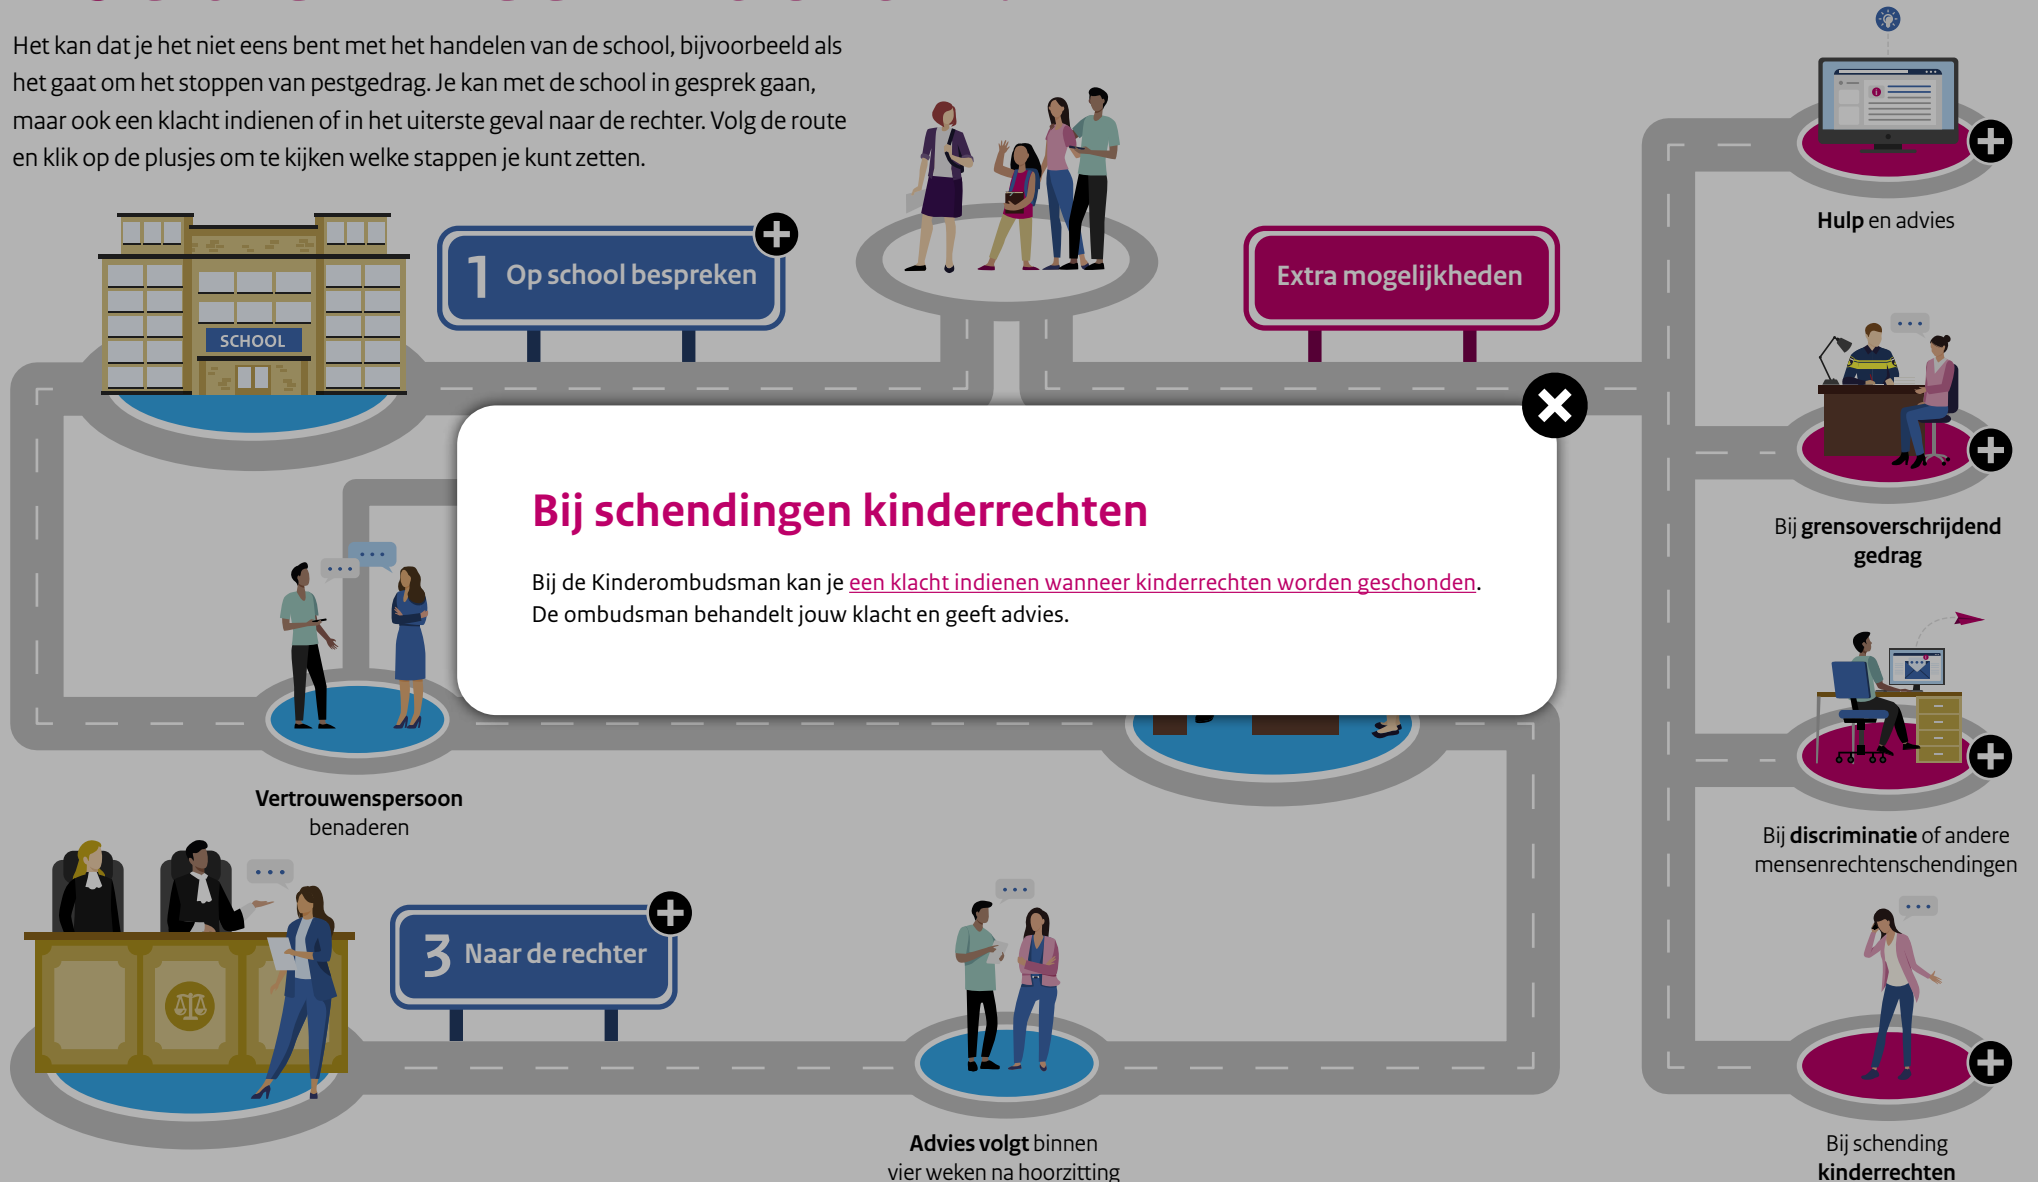 Het kan dat je het niet eens bent met het handelen van de school, bijvoorbeeld als
het gaat om het stoppen van pestgedrag. Je kan met de school in gesprek gaan,
maar ook een klacht indienen of in het uiterste geval naar de rechter. Volg de route
en klik op de plusjes om te kijken welke stappen je kunt zetten.
1 Op school bespreken
Extra mogelijkheden
Hulp en advies
SCHOOL
Bij grensoverschrijdend
gedrag
Bij schendingen kinderrechten
Bij de Kinderombudsman kan je een klacht indienen wanneer kinderrechten worden geschonden.
De ombudsman behandelt jouw klacht en geeft advies.
Vertrouwenspersoon
benaderen
Bij discriminatie of andere
mensenrechtenschendingen
3 Naar de rechter
Advies volgt binnen
vier weken na hoorzitting
Bij schending
kinderrechten